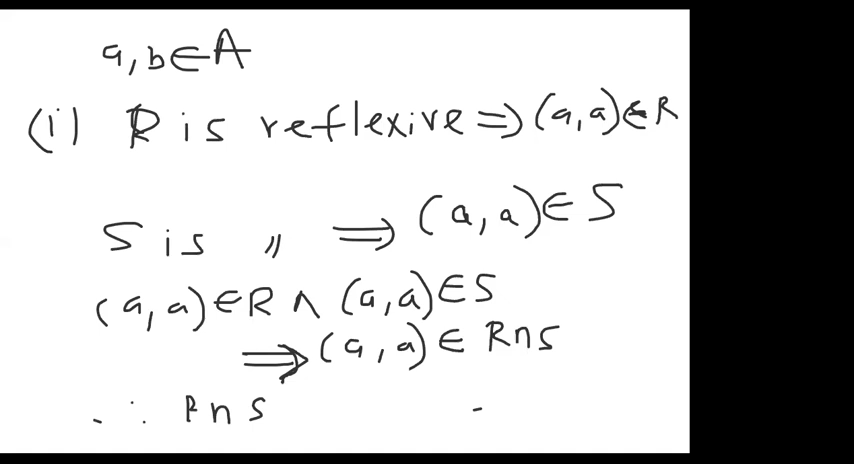 a, b ∈ A
(i) R is reflexive ⇒ (a, a) ∈ R
S is 〃 ⇒ (a, a) ∈ S
(a, a) ∈ R ∧ (a, a) ∈ S
⇒ (a, a) ∈ R∩S
∴ R∩S